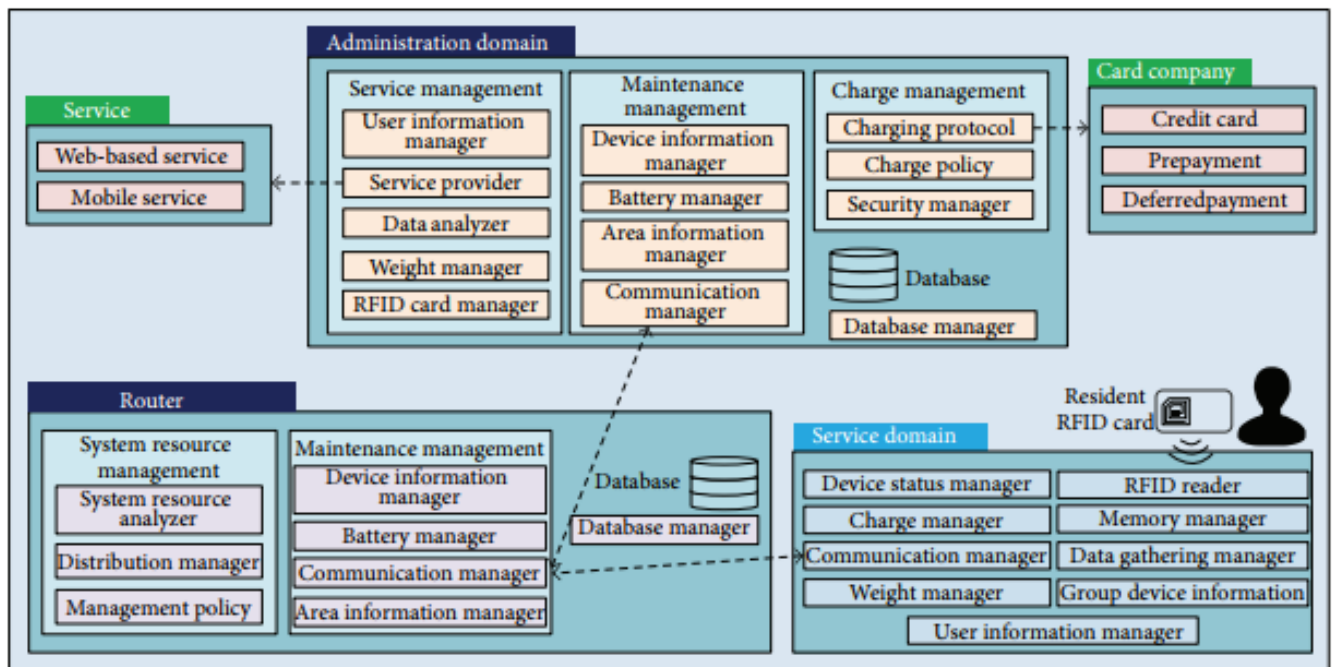 Administration domain
Service management
User information
manager
Service provider
Data analyzer
Weight manager
RFID card manager
Maintenance
management
Device information
manager
Battery manager
Area information
manager
Communication
manager
Charge management
Charging protocol
Charge policy
Security manager
Database
Database manager
Card company
Credit card
Prepayment
Deferredpayment
Service
Web-based service
Mobile service
Router
System resource
management
System resource
analyzer
Distribution manager
Management policy
Maintenance management
Device information
manager
Battery manager
Communication manager
Area information manager
Database
Database manager
Resident
RFID card
Service domain
Device status manager
Charge manager
Communication manager
Weight manager
RFID reader
Memory manager
Data gathering manager
Group device information
User information manager